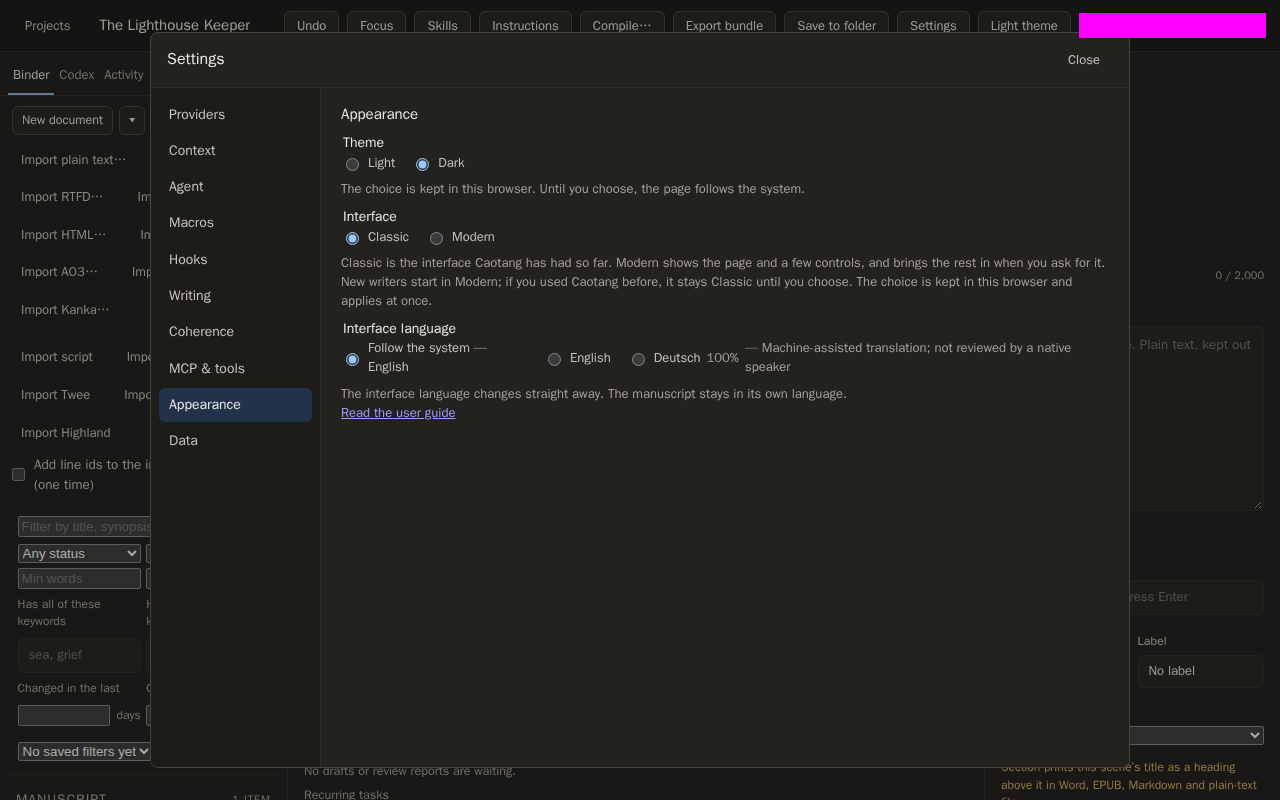 Projects
The Lighthouse Keeper
Undo
Focus
Skills
Instructions
Compile···
Export bundle
Save to folder
Settings
Light theme
Settings
Close
Binder
Codex
Activity
New document
Import plain text···
Import RTFD···
Import HTML···
Import AO3···
Import Kanka···
Import script
Import Twee
Import Highland
Add line ids to the
(one time)
Filter by title, synopsis
Any status
Min words
Has all of these
keywords
sea, grief
Changed in the last
days
No saved filters yet
MANUSCRIPT
1 ITEM
Providers
Context
Agent
Macros
Hooks
Writing
Coherence
MCP & tools
Appearance
Data
Appearance
Theme
Light
Dark
The choice is kept in this browser. Until you choose, the page follows the system.
Interface
Classic
Modern
Classic is the interface Caotang has had so far. Modern shows the page and a few controls, and brings the rest in when you ask for it.
New writers start in Modern; if you used Caotang before, it stays Classic until you choose. The choice is kept in this browser and
applies at once.
Interface language
Follow the system —
English
English
Deutsch 100%
— Machine-assisted translation; not reviewed by a native
speaker
The interface language changes straight away. The manuscript stays in its own language.
Read the user guide
0 / 2,000
Plain text, kept out
Enter
Label
No label
No drafts or review reports are waiting.
Recurring tasks
Section prints this scene's title as a heading
above it in Word, EPUB, Markdown and plain-text